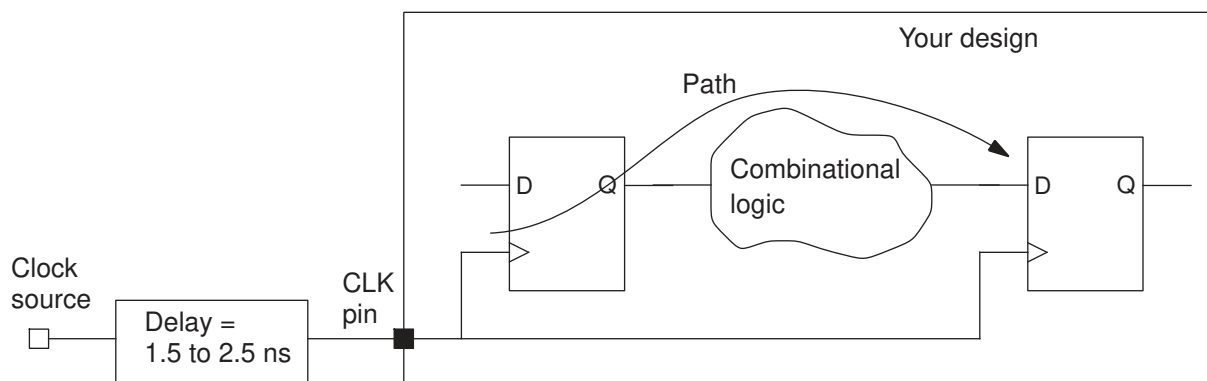 Your design
Path
D
Q
Combinational
logic
D
Q
Clock
source
CLK
pin
Delay =
1.5 to 2.5 ns